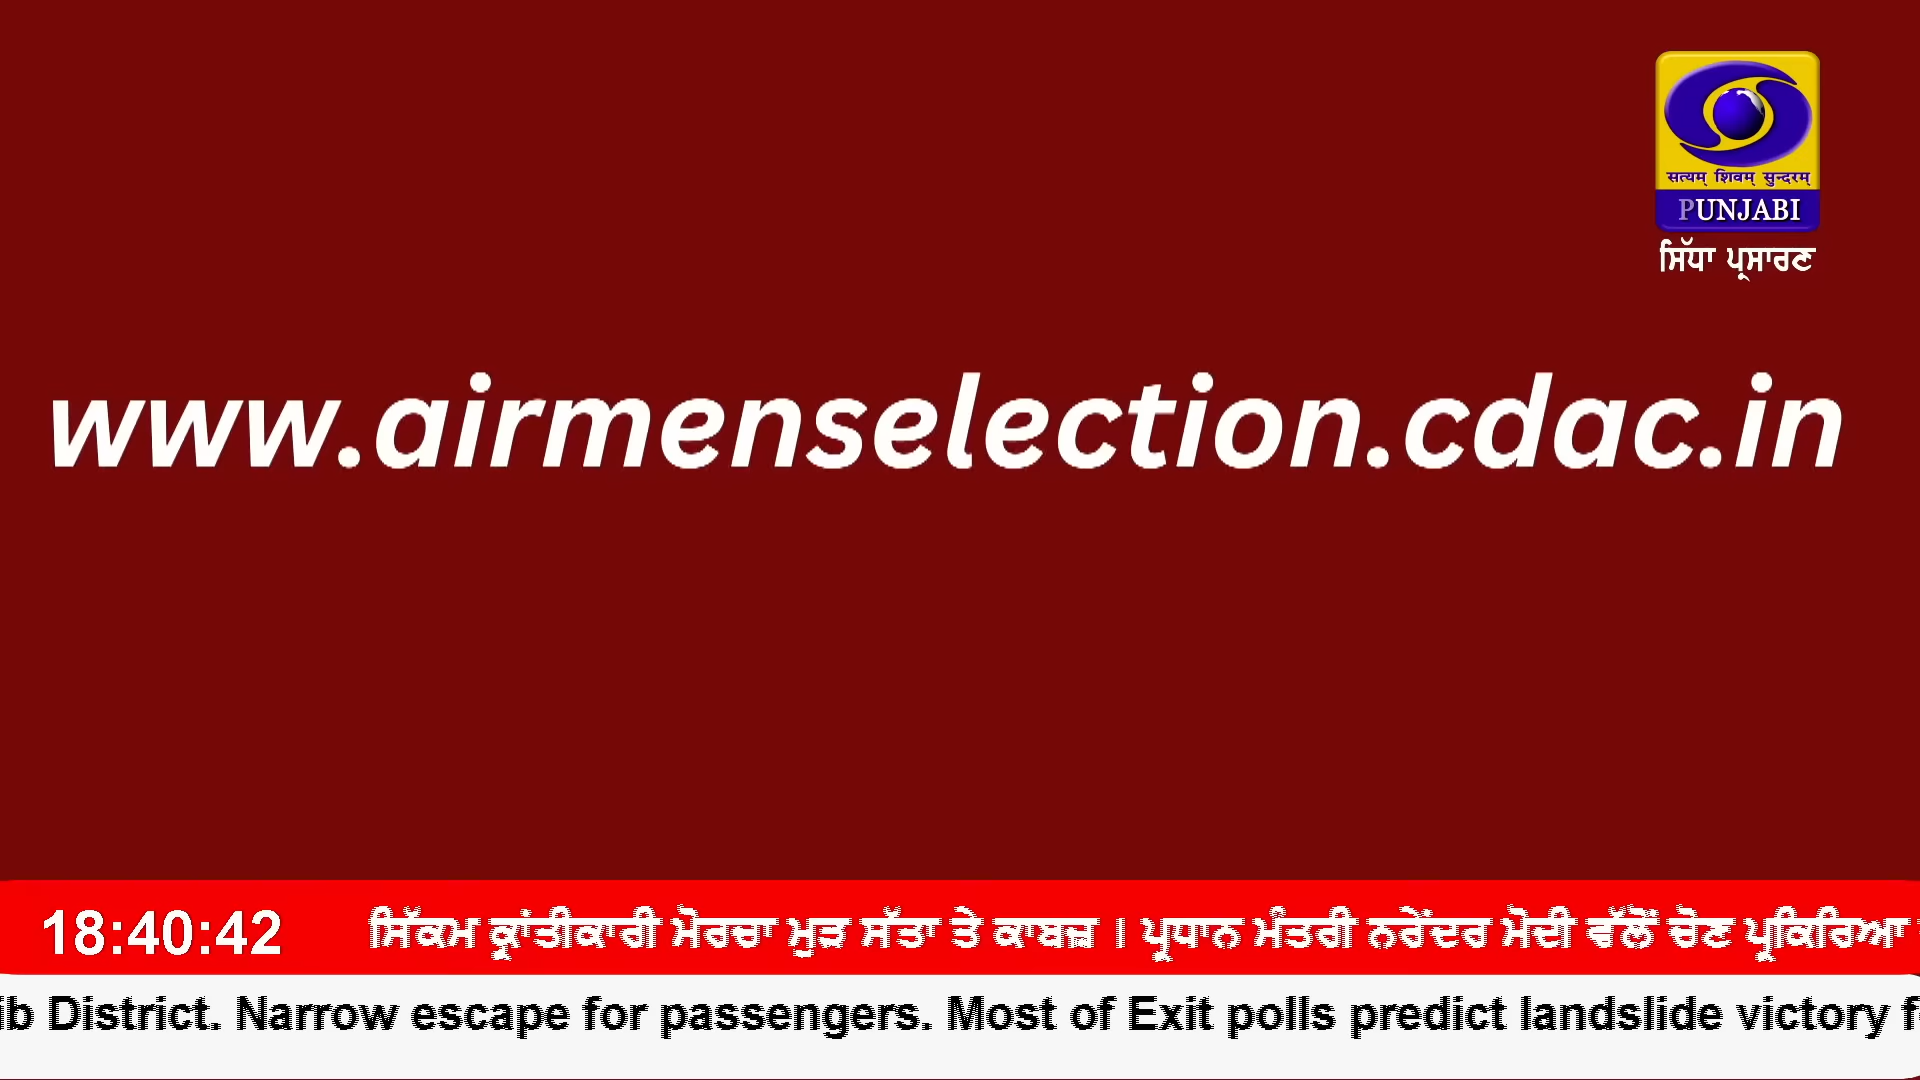 सत्यम् शिवम् सुन्दरम्
PUNJABI
ਸਿੱਧਾ ਪ੍ਰਸਾਰਣ
www.airmenselection.cdac.in
18:40:42 ਸਿੱਕਮ ਕ੍ਰਾਂਤੀਕਾਰੀ ਮੋਰਚਾ ਮੁੜ ਸੱਤਾ ਤੇ ਕਾਬਜ਼ । ਪ੍ਰਧਾਨ ਮੰਤਰੀ ਨਰੇਂਦਰ ਮੋਦੀ ਵੱਲੋਂ ਚੋਣ ਪ੍ਰਕਿਰਿਆ
ib District. Narrow escape for passengers. Most of Exit polls predict landslide victory